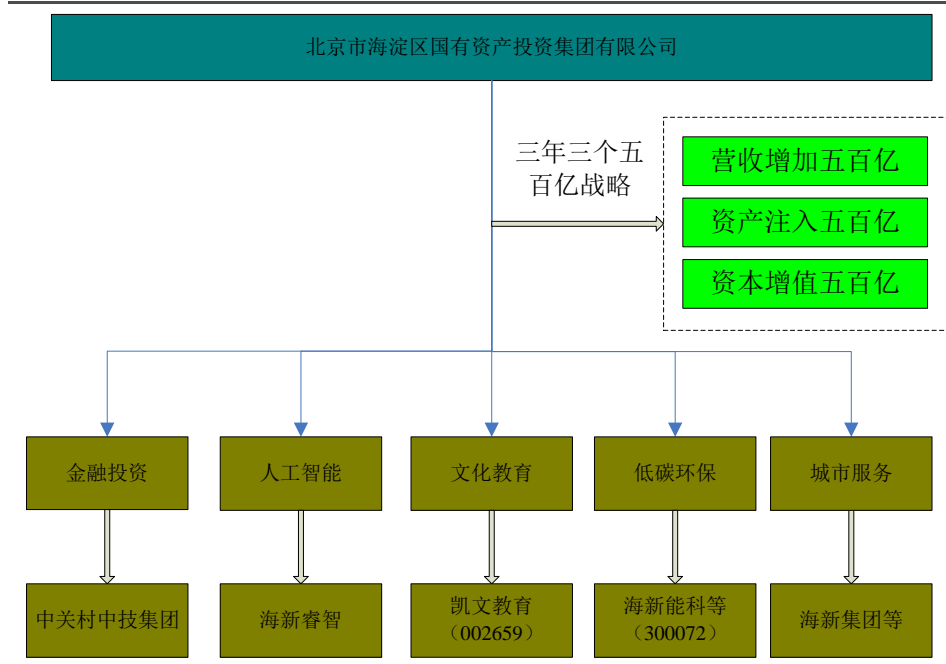 北京市海淀区国有资产投资集团有限公司
三年三个五
百亿战略
营收增加五百亿
资产注入五百亿
资本增值五百亿
金融投资
人工智能
文化教育
低碳环保
城市服务
中关村中技集团
海新睿智
凯文教育
（002659）
海新能科等
（300072）
海新集团等